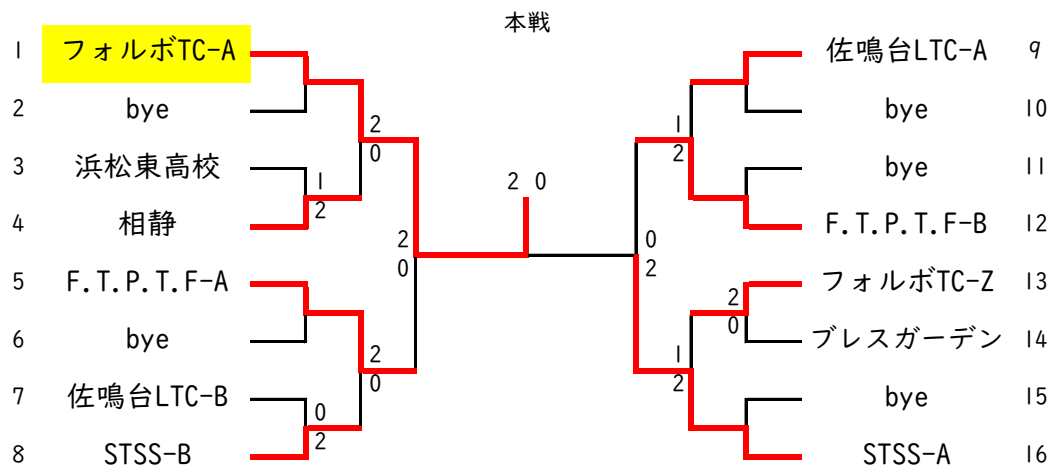 本戦
1 フォルボTC-A
2 bye
3 浜松東高校
4 相静
5 F.T.P.T.F-A
6 bye
7 佐鳴台LTC-B
8 STSS-B
2
0
1
2
2
0
2
0
0
2
2 0
1
2
0
2
2
0
1
2
佐鳴台LTC-A 9
bye 10
bye 11
F.T.P.T.F-B 12
フォルボTC-Z 13
ブレスガーデン 14
bye 15
STSS-A 16